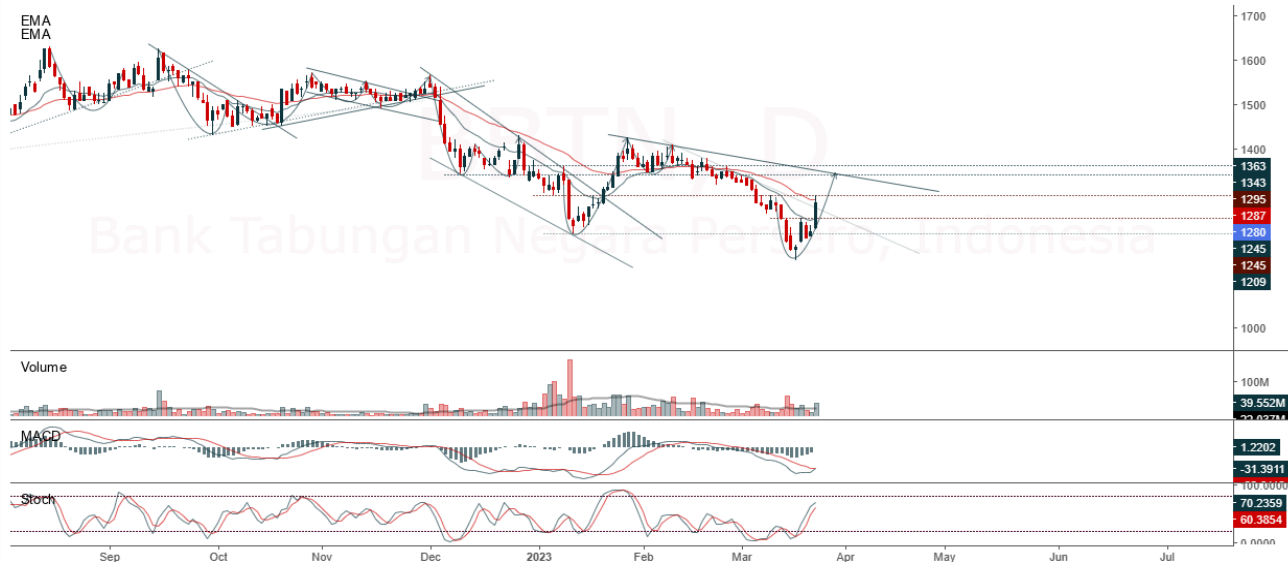 EMA
EMA
BBTN, D
Bank Tabungan Negara Persero, Indonesia
1700
1600
1500
1400
1363
1343
1295
1287
1280
1245
1245
1209
1000
Volume
100M
39.552M
MACD
1.2202
-31.3911
Stoch
100.0000
70.2359
60.3854
0.0000
Sep Oct Nov Dec 2023 Feb Mar Apr May Jun Jul